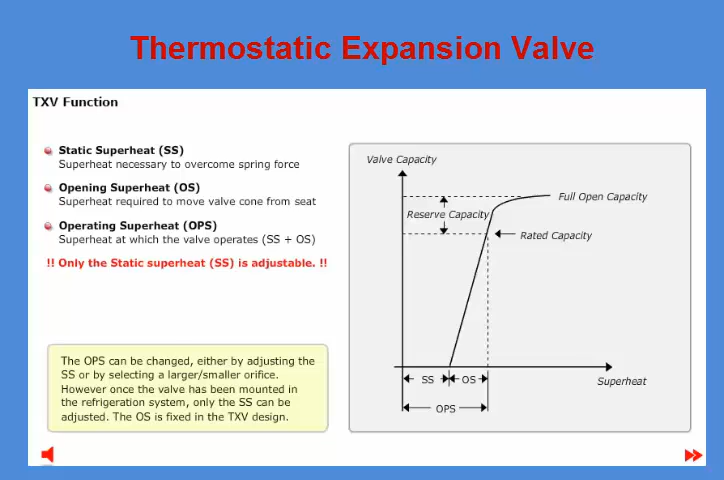 Thermostatic Expansion Valve
TXV Function
Static Superheat (SS)
Superheat necessary to overcome spring force
Opening Superheat (OS)
Superheat required to move valve cone from seat
Operating Superheat (OPS)
Superheat at which the valve operates (SS + OS)
!! Only the Static superheat (SS) is adjustable. !!
The OPS can be changed, either by adjusting the
SS or by selecting a larger/smaller orifice.
However once the valve has been mounted in
the refrigeration system, only the SS can be
adjusted. The OS is fixed in the TXV design.
Valve Capacity
Full Open Capacity
Reserve Capacity
Rated Capacity
SS
OS
Superheat
OPS